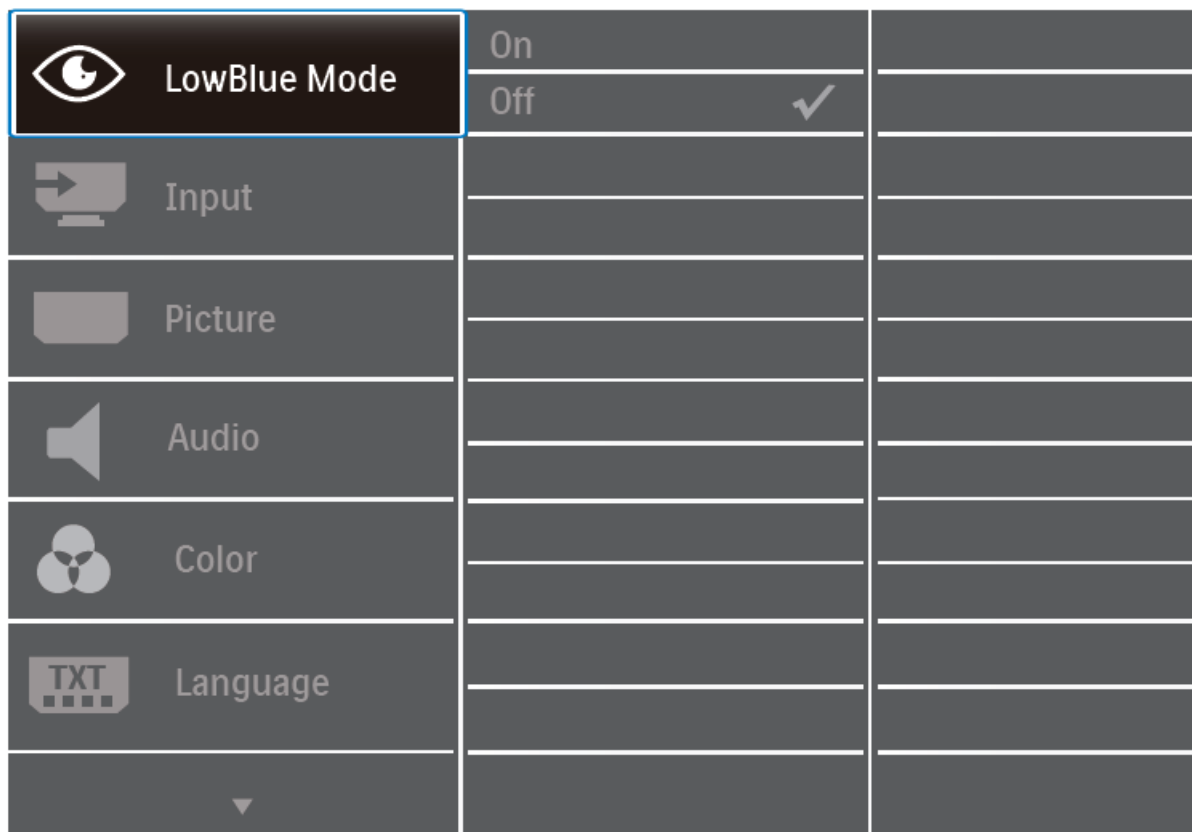 LowBlue Mode
On
Off
Input
Picture
Audio
Color
TXT
Language